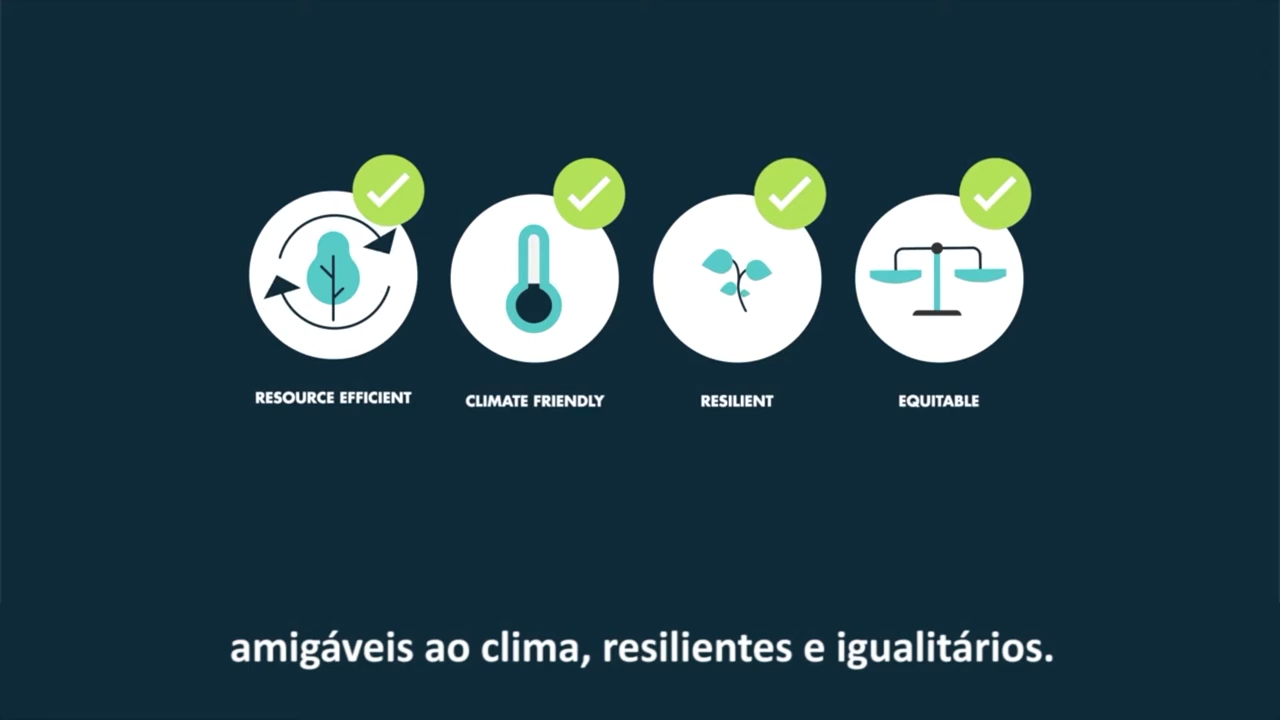 RESOURCE EFFICIENT
CLIMATE FRIENDLY
RESILIENT
EQUITABLE
amigáveis ao clima, resilientes e igualitários.